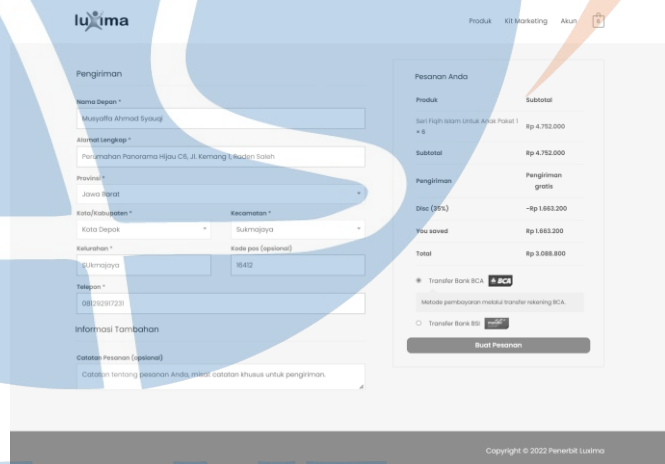 luxima
Produk Kit Marketing Akun 6
Pengiriman
Nama Depan *
Musyaffa Ahmad Syauqi
Alamat Lengkap *
Perumahan Panorama Hijau C6, Jl. Kemang 1, Raden Saleh
Provinsi *
Jawa Barat
Kota/Kabupaten * Kecamatan *
Kota Depok Sukmajaya
Kelurahan * Kode pos (opsional)
SUkmajaya 16412
Telepon *
081292917231
Informasi Tambahan
Catatan Pesanan (opsional)
Catatan tentang pesanan Anda, misal: catatan khusus untuk pengiriman.
Pesanan Anda
Produk Subtotal
Seri Fiqih Islam Untuk Anak Paket 1
× 6 Rp 4.752.000
Subtotal Rp 4.752.000
Pengiriman Pengiriman
gratis
Disc (35%) -Rp 1.663.200
You saved Rp 1.663.200
Total Rp 3.088.800
Transfer Bank BCA BCA
Metode pembayaran melalui transfer rekening BCA.
Transfer Bank BSI
Buat Pesanan
Copyright © 2022 Penerbit Luxima